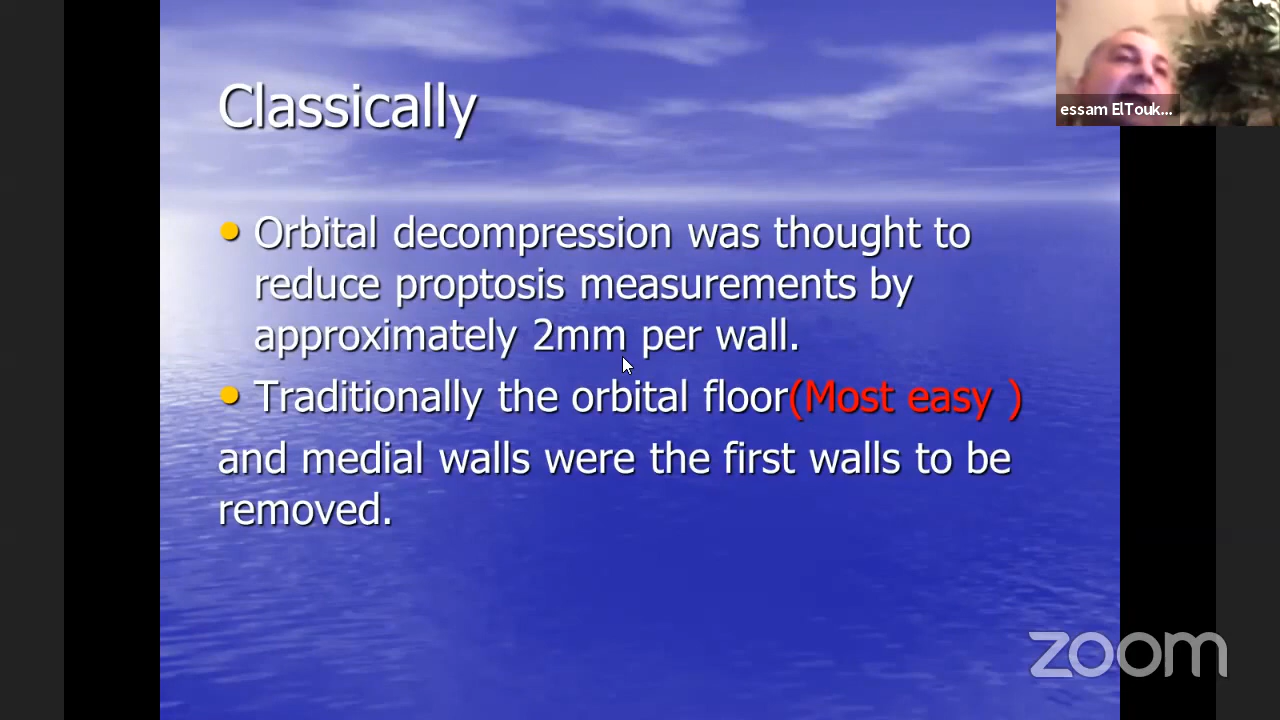 Classically
essam ElTouk...
• Orbital decompression was thought to
reduce proptosis measurements by
approximately 2mm per wall.
• Traditionally the orbital floor(Most easy )
and medial walls were the first walls to be
removed.
zoom